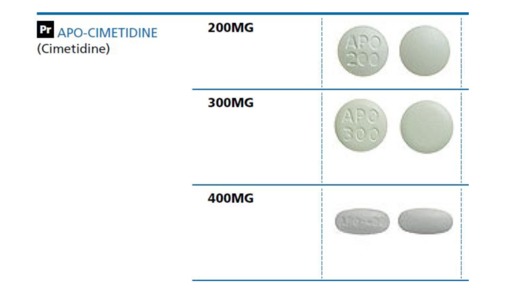 Pr APO-CIMETIDINE
(Cimetidine)
200MG
APO
200
300MG
APO
300
400MG